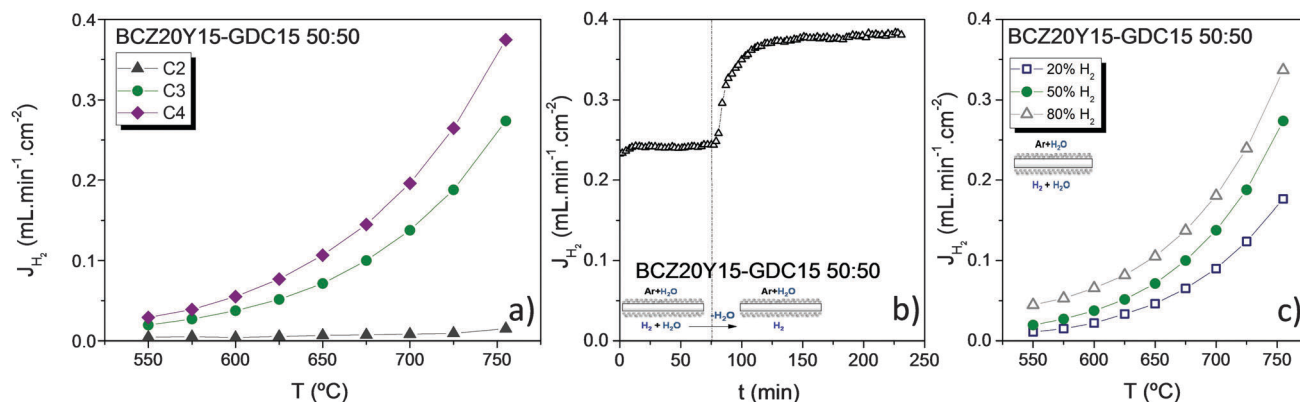 BCZ20Y15-GDC15 50:50
C2
C3
C4
J_H₂ (mL.min⁻¹.cm⁻²)
0.4
0.3
0.2
0.1
0.0
550 600 650 700 750
T (ºC)
a)
BCZ20Y15-GDC15 50:50
Ar+H₂O
Ar+H₂O
-H₂O
H₂ + H₂O
H₂
J_H₂ (mL.min⁻¹.cm⁻²)
0.4
0.3
0.2
0.1
0.0
0 50 100 150 200 250
t (min)
b)
BCZ20Y15-GDC15 50:50
20% H₂
50% H₂
80% H₂
Ar+H₂O
H₂ + H₂O
J_H₂ (mL.min⁻¹.cm⁻²)
0.4
0.3
0.2
0.1
0.0
550 600 650 700 750
T (ºC)
c)